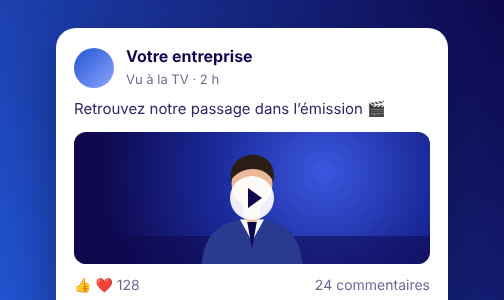 Votre entreprise
Vu à la TV · 2 h
Retrouvez notre passage dans l’émission 🎬
👍 ❤️ 128 24 commentaires